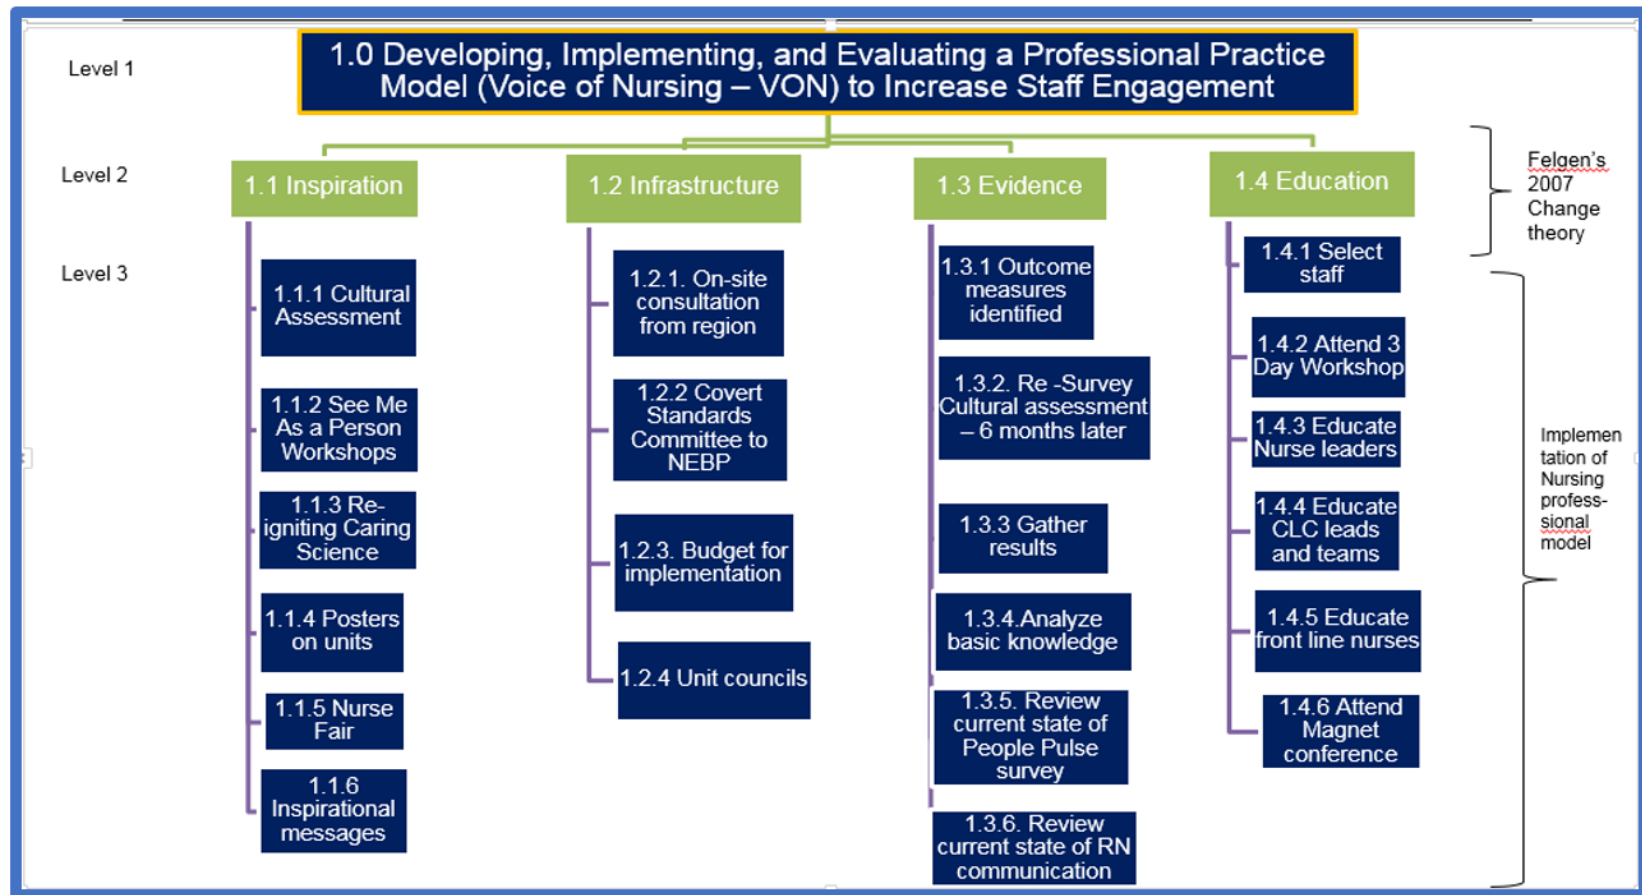 Level 1
1.0 Developing, Implementing, and Evaluating a Professional Practice
Model (Voice of Nursing – VON) to Increase Staff Engagement
Level 2
1.1 Inspiration
1.2 Infrastructure
1.3 Evidence
1.4 Education
Felgen's
2007
Change
theory
Level 3
1.1.1 Cultural
Assessment
1.1.2 See Me
As a Person
Workshops
1.1.3 Re-
igniting Caring
Science
1.1.4 Posters
on units
1.1.5 Nurse
Fair
1.1.6
Inspirational
messages
1.2.1. On-site
consultation
from region
1.2.2 Covert
Standards
Committee to
NEBP
1.2.3. Budget for
implementation
1.2.4 Unit councils
1.3.1 Outcome
measures
identified
1.3.2. Re -Survey
Cultural assessment
– 6 months later
1.3.3 Gather
results
1.3.4.Analyze
basic knowledge
1.3.5. Review
current state of
People Pulse
survey
1.3.6. Review
current state of RN
communication
1.4.1 Select
staff
1.4.2 Attend 3
Day Workshop
1.4.3 Educate
Nurse leaders
1.4.4 Educate
CLC leads
and teams
1.4.5 Educate
front line nurses
1.4.6 Attend
Magnet
conference
Implemen
tation of
Nursing
profess-
sional
model